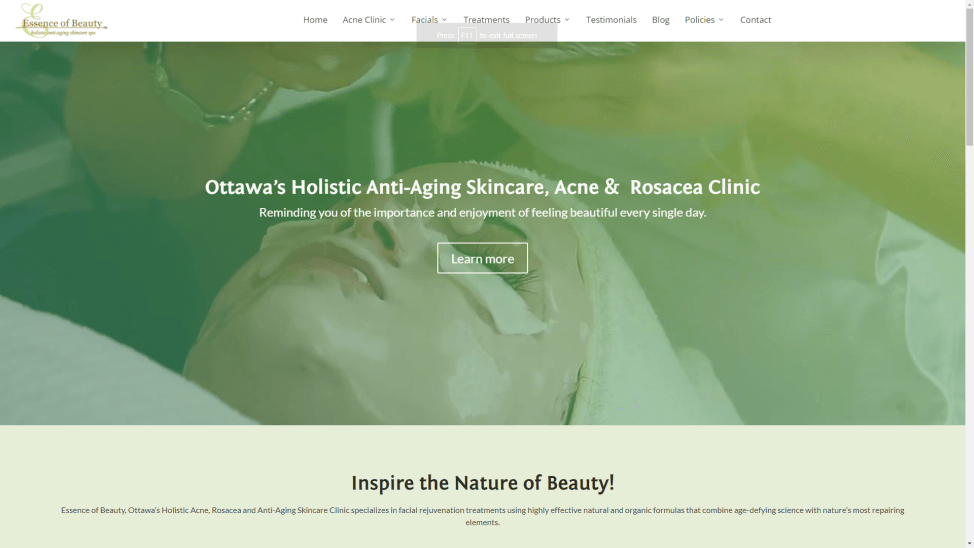 Essence of Beauty
holistic anti-aging skincare spa
Home Acne Clinic Facials Treatments Products Testimonials Blog Policies Contact
Press F11 to exit full screen
Ottawa's Holistic Anti-Aging Skincare, Acne & Rosacea Clinic
Reminding you of the importance and enjoyment of feeling beautiful every single day.
Learn more
Inspire the Nature of Beauty!
Essence of Beauty, Ottawa's Holistic Acne, Rosacea and Anti-Aging Skincare Clinic specializes in facial rejuvenation treatments using highly effective natural and organic formulas that combine age-defying science with nature's most repairing
elements.